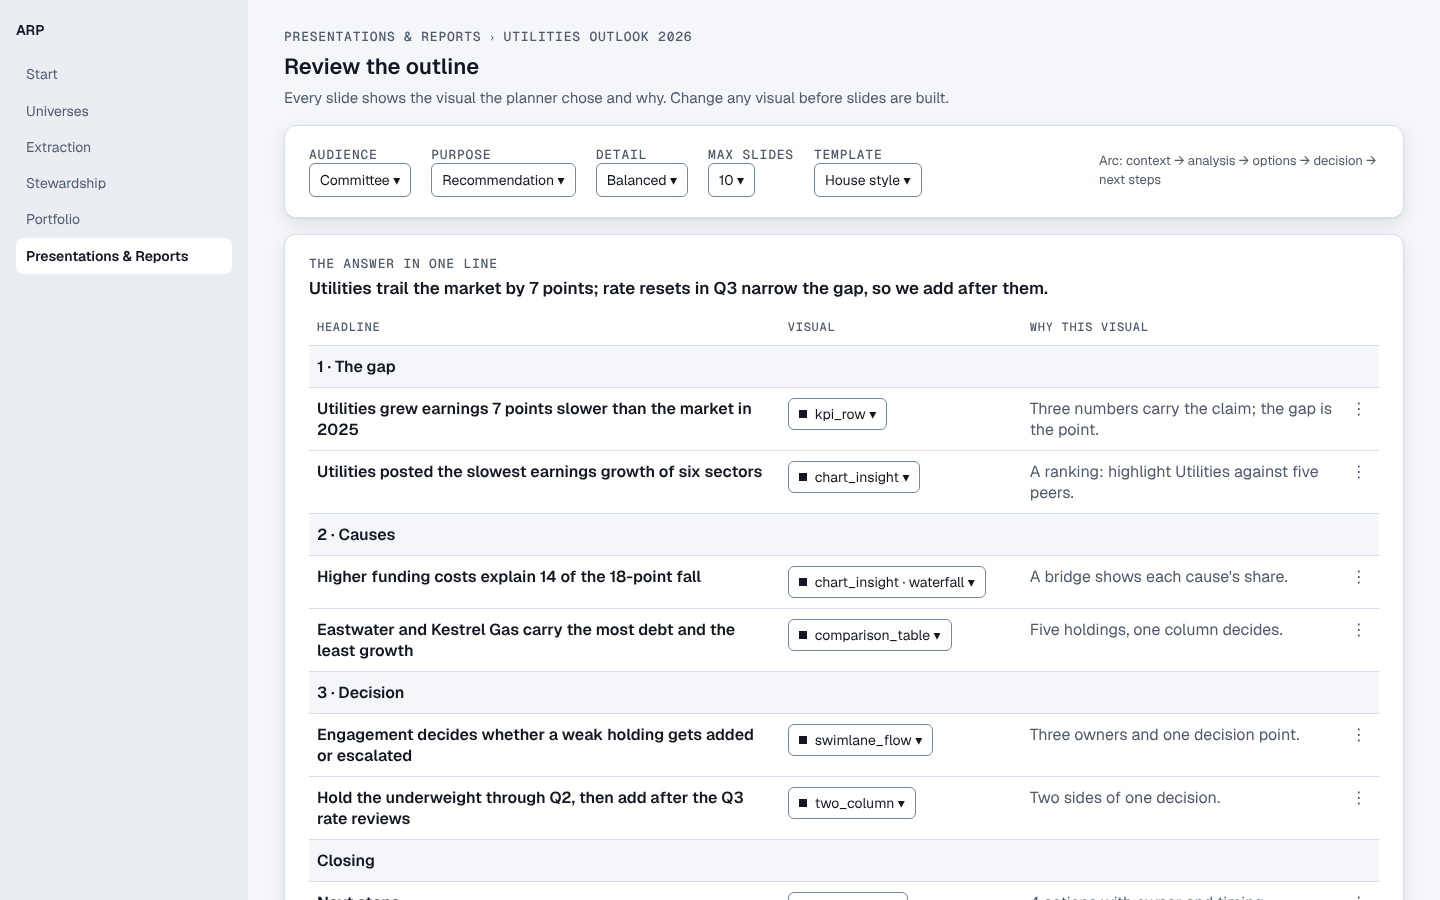 ARP
Start
Universes
Extraction
Stewardship
Portfolio
Presentations & Reports
PRESENTATIONS & REPORTS › UTILITIES OUTLOOK 2026
Review the outline
Every slide shows the visual the planner chose and why. Change any visual before slides are built.
AUDIENCE PURPOSE DETAIL MAX SLIDES TEMPLATE
Committee ▾ Recommendation ▾ Balanced ▾ 10 ▾ House style ▾
Arc: context → analysis → options → decision →
next steps
THE ANSWER IN ONE LINE
Utilities trail the market by 7 points; rate resets in Q3 narrow the gap, so we add after them.
HEADLINE VISUAL WHY THIS VISUAL
1 · The gap
Utilities grew earnings 7 points slower than the market in
2025
kpi_row ▾
Three numbers carry the claim; the gap is
the point.
Utilities posted the slowest earnings growth of six sectors
chart_insight ▾
A ranking: highlight Utilities against five
peers.
2 · Causes
Higher funding costs explain 14 of the 18-point fall
chart_insight · waterfall ▾
A bridge shows each cause's share.
Eastwater and Kestrel Gas carry the most debt and the
least growth
comparison_table ▾
Five holdings, one column decides.
3 · Decision
Engagement decides whether a weak holding gets added
or escalated
swimlane_flow ▾
Three owners and one decision point.
Hold the underweight through Q2, then add after the Q3
rate reviews
two_column ▾
Two sides of one decision.
Closing